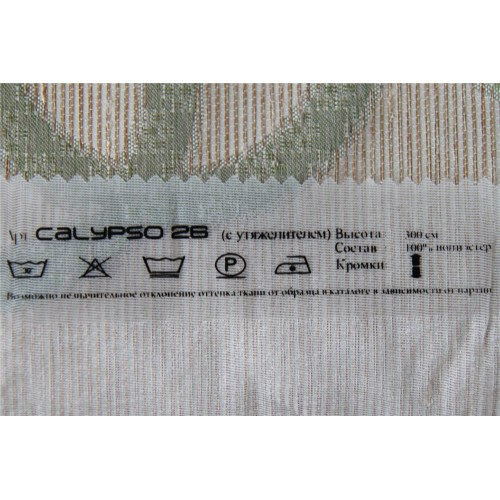 Арт CALYPSO 26 (с утяжелителем) Высота 300 см
Состав 100% полиэстер
Кромки
P
Возможно незначительное отклонение оттенка ткани от образца в каталоге в зависимости от партии